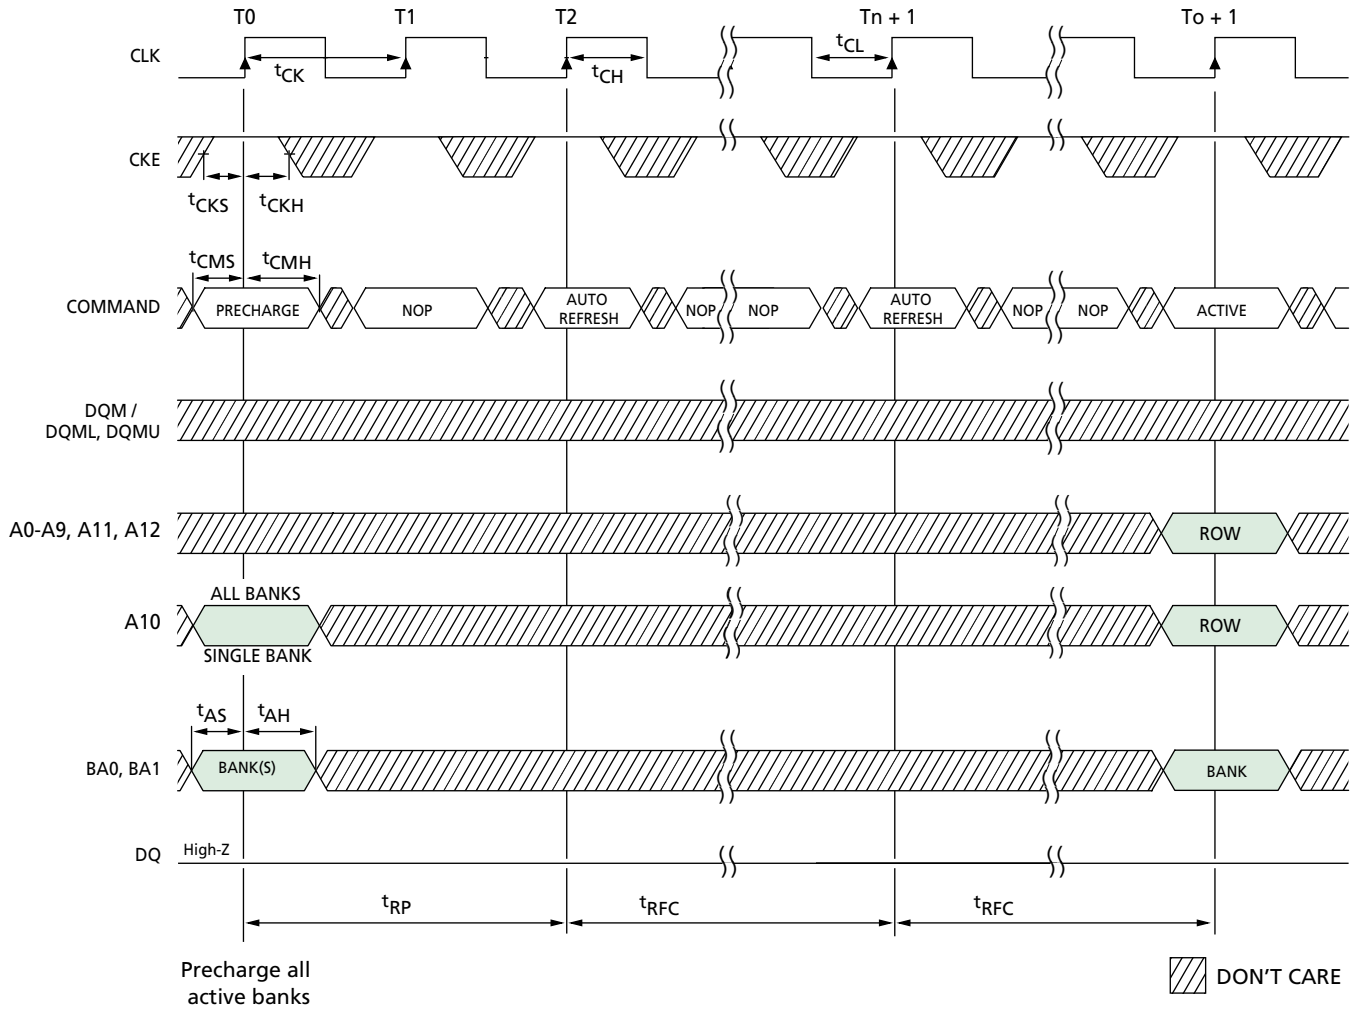 T0 T1 T2 Tn + 1 To + 1
CLK
tCK tCH tCL
CKE
tCKS tCKH
tCMS tCMH
COMMAND
PRECHARGE NOP AUTO REFRESH NOP NOP AUTO REFRESH NOP NOP ACTIVE
DQM /
DQML, DQMU
A0-A9, A11, A12
ROW
ALL BANKS
A10
ROW
SINGLE BANK
tAS tAH
BA0, BA1
BANK(S) BANK
DQ High-Z
tRP tRFC tRFC
Precharge all
active banks
DON'T CARE